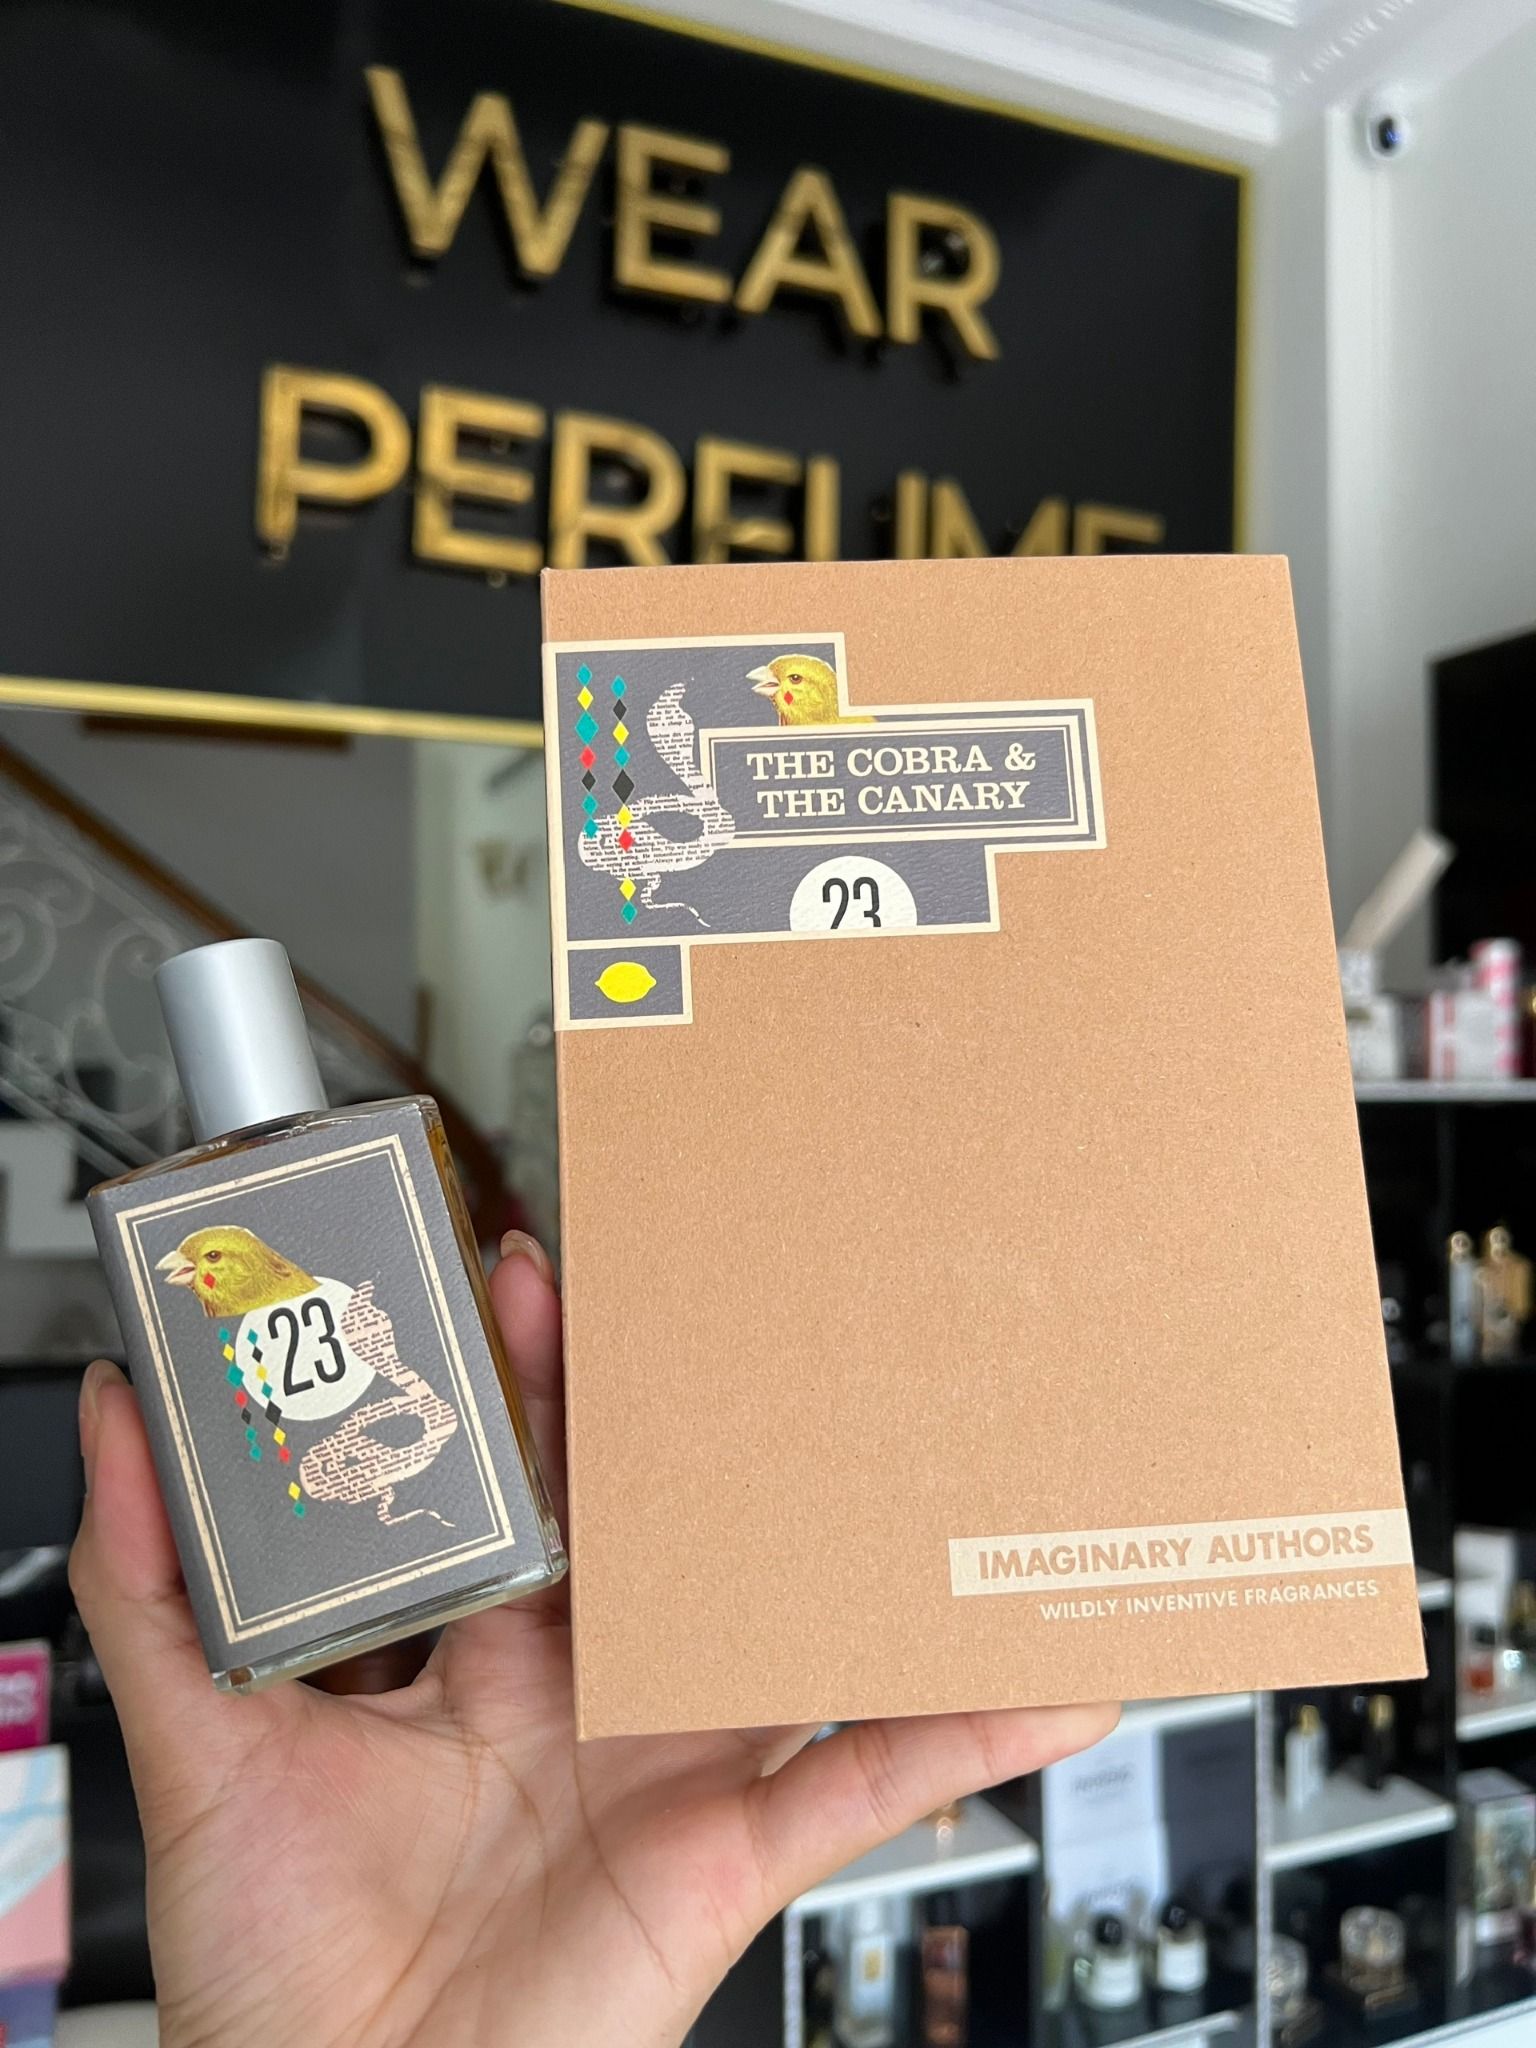 WEAR
PERFUME
THE COBRA &
THE CANARY
23
23
IMAGINARY AUTHORS
WILDLY INVENTIVE FRAGRANCES